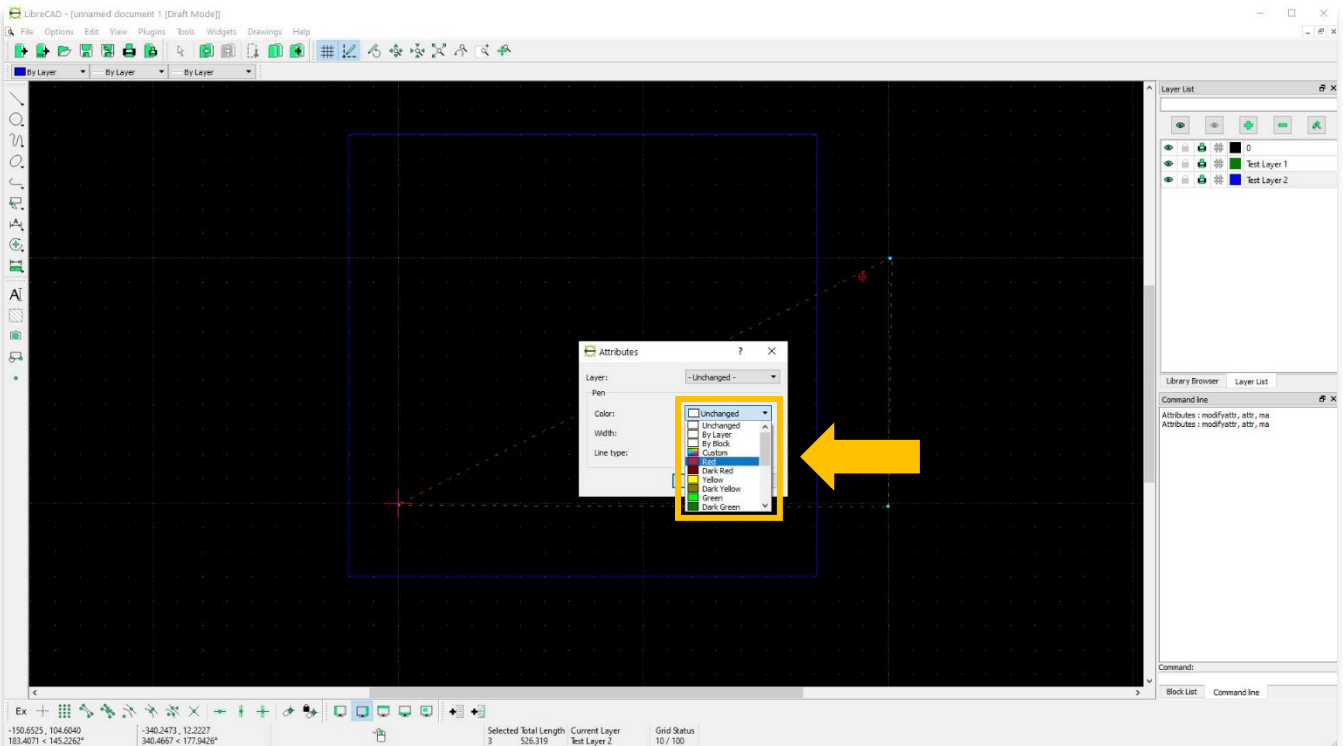 LibreCAD - [unnamed document 1 [Draft Mode]]
File Options Edit View Plugins Tools Widgets Drawings Help
By Layer By Layer By Layer
Layer List
0
Test Layer 1
Test Layer 2
Attributes ? ×
Layer: - Unchanged -
Pen
Color: Unchanged
Width:
Line type:
Unchanged
By Layer
By Block
Custom
Red
Dark Red
Yellow
Dark Yellow
Green
Dark Green
Library Browser Layer List
Command line
Attributes : modifyattr, attr, ma
Attributes : modifyattr, attr, ma
Command:
Block List Command line
Ex
-150.6525 , 104.6040 -340.2473 , 12.2227 Selected Total Length Current Layer Grid Status
183.4071 < 145.2262° 340.4667 < 177.9426° 3 526.319 Test Layer 2 10 / 100